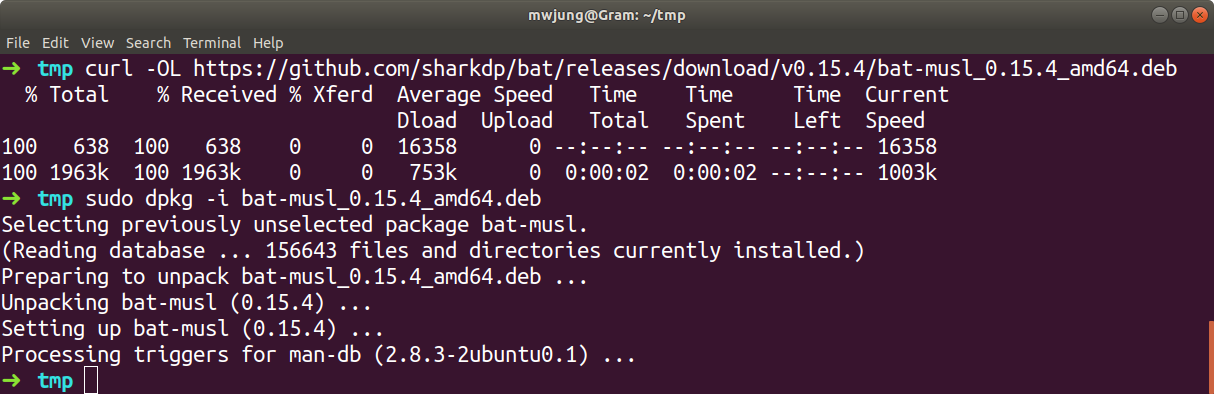 mwjung@Gram: ~/tmp
File Edit View Search Terminal Help
➜ tmp curl -OL https://github.com/sharkdp/bat/releases/download/v0.15.4/bat-musl_0.15.4_amd64.deb
  % Total    % Received % Xferd  Average Speed   Time    Time     Time  Current
                                 Dload  Upload   Total   Spent    Left  Speed
100   638  100   638    0     0  16358      0 --:--:-- --:--:-- --:--:-- 16358
100 1963k  100 1963k    0     0   753k      0  0:00:02  0:00:02 --:--:-- 1003k
➜ tmp sudo dpkg -i bat-musl_0.15.4_amd64.deb
Selecting previously unselected package bat-musl.
(Reading database ... 156643 files and directories currently installed.)
Preparing to unpack bat-musl_0.15.4_amd64.deb ...
Unpacking bat-musl (0.15.4) ...
Setting up bat-musl (0.15.4) ...
Processing triggers for man-db (2.8.3-2ubuntu0.1) ...
➜ tmp